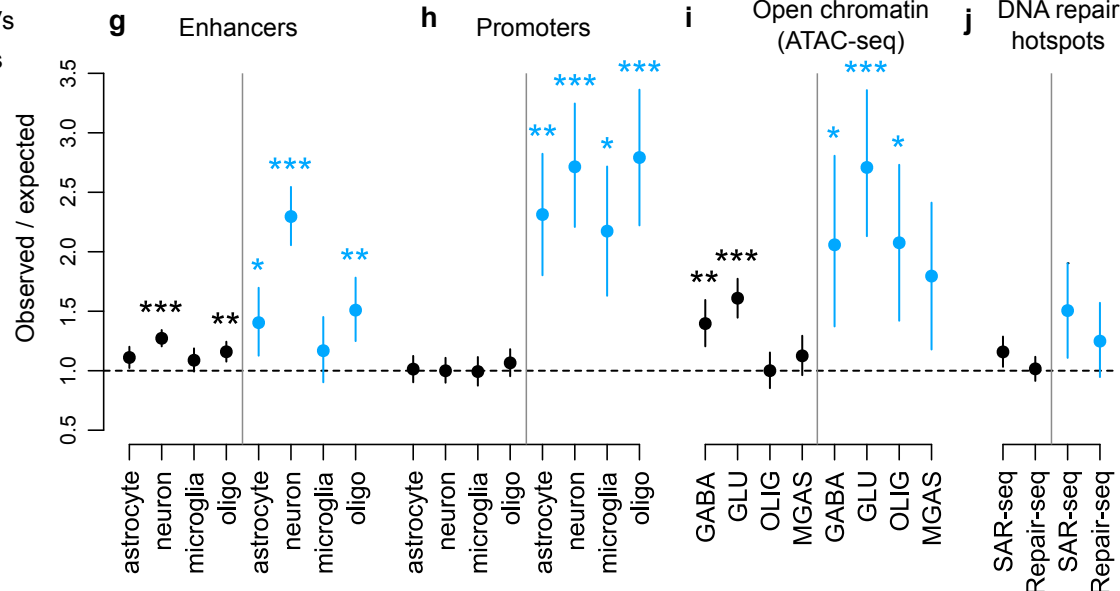 's
s
g
Enhancers
h
Promoters
i
Open chromatin
(ATAC-seq)
j
DNA repair
hotspots
Observed / expected
3.5
3.0
2.5
2.0
1.5
1.0
0.5
***
**
*
***
**
**
***
*
***
**
***
*
***
*
astrocyte
neuron
microglia
oligo
astrocyte
neuron
microglia
oligo
astrocyte
neuron
microglia
oligo
astrocyte
neuron
microglia
oligo
GABA
GLU
OLIG
MGAS
GABA
GLU
OLIG
MGAS
SAR-seq
Repair-seq
SAR-seq
Repair-seq